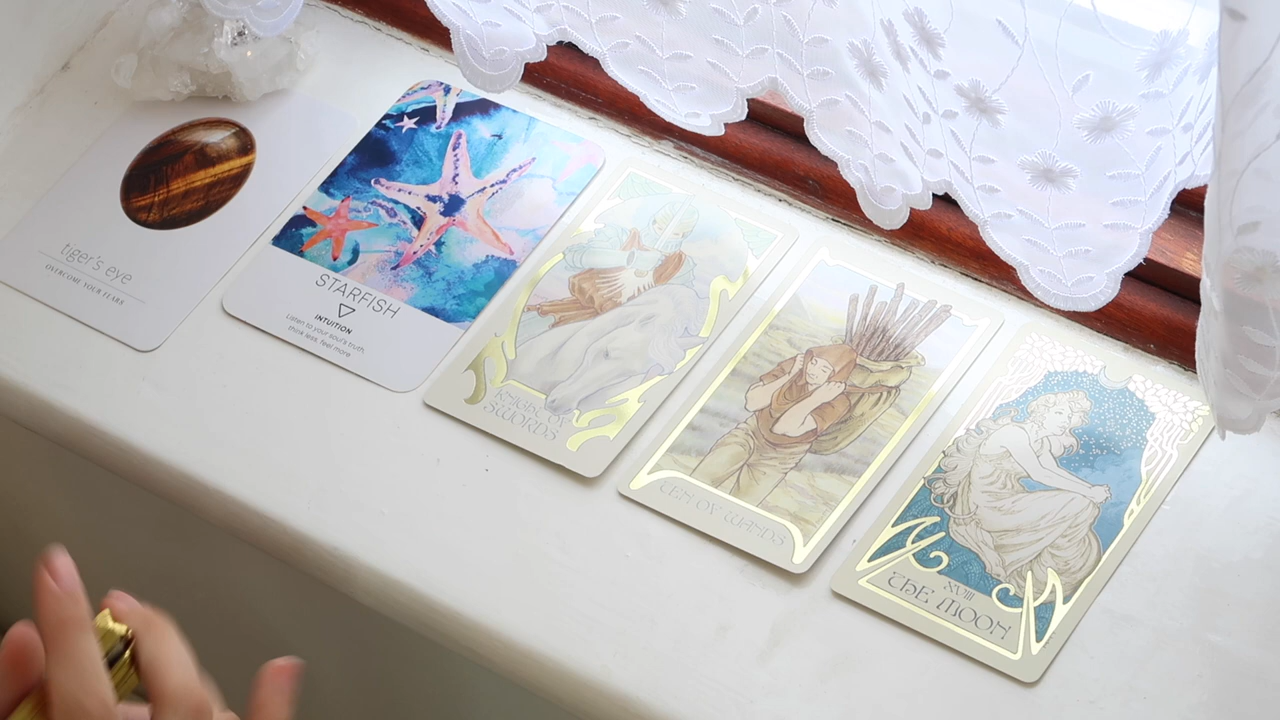 tiger's eye
OVERCOME YOUR FEARS
STARFISH
INTUITION
Listen to your soul's truth,
think less, feel more
KNIGHT OF
SWORDS
TEN OF WANDS
XVIII
THE MOON